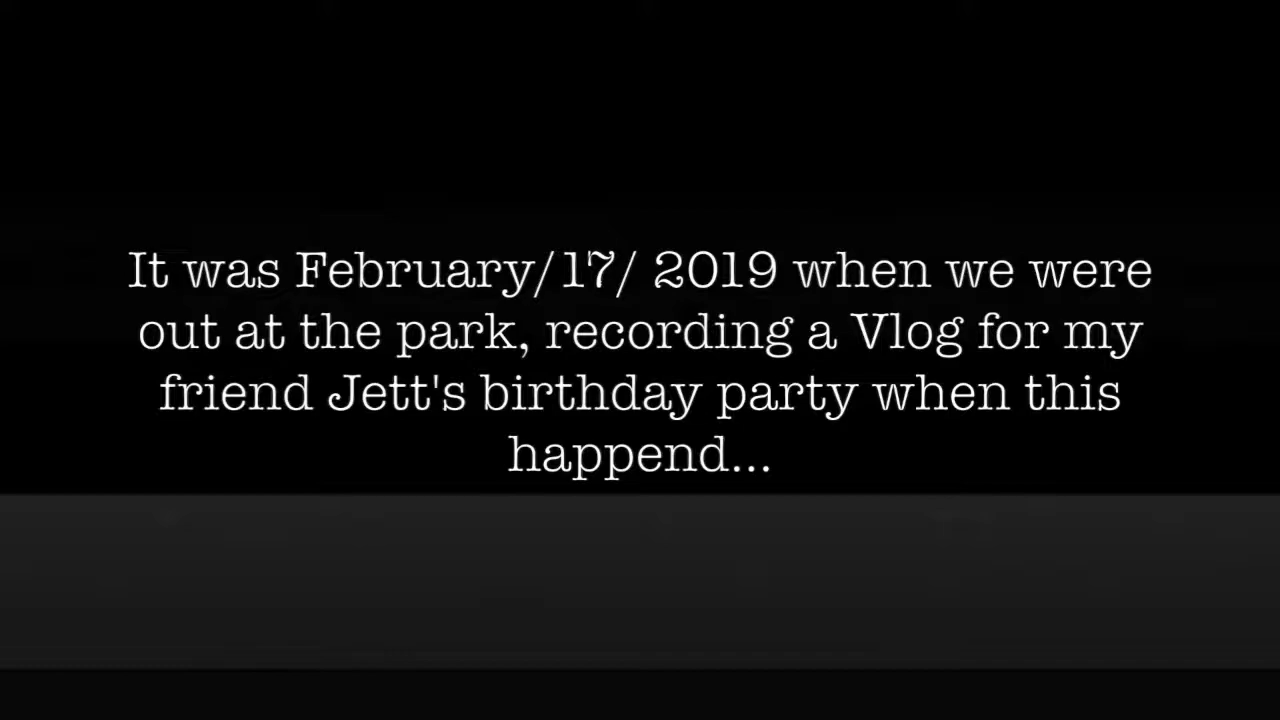 It was February/17/ 2019 when we were
out at the park, recording a Vlog for my
friend Jett's birthday party when this
happend...